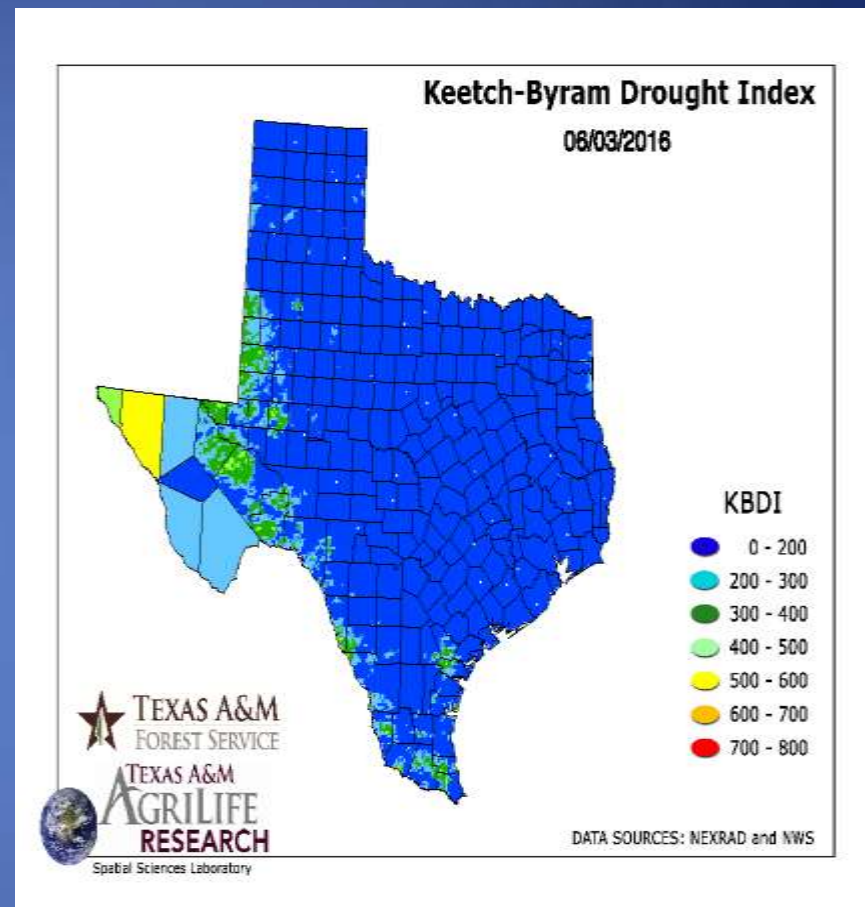 Keetch-Byram Drought Index
06/03/2016
KBDI
0 - 200
200 - 300
300 - 400
400 - 500
500 - 600
600 - 700
700 - 800
TEXAS A&M
FOREST SERVICE
TEXAS A&M
AGRILIFE
RESEARCH
Spatial Sciences Laboratory
DATA SOURCES: NEXRAD and NWS